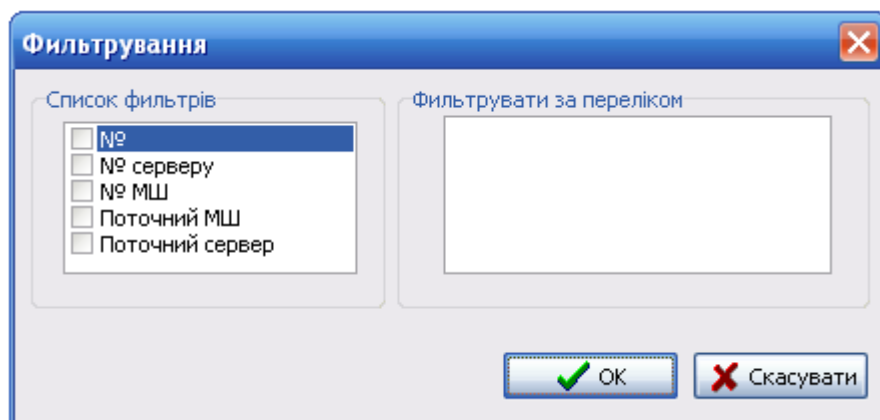 Фильтрування
Список фильтрів
№
№ серверу
№ МШ
Поточний МШ
Поточний сервер
Фильтрувати за переліком
OK
Скасувати